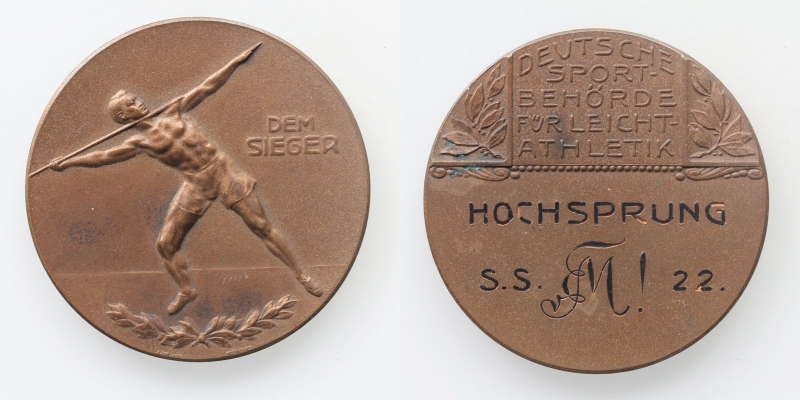 DEM
SIEGER
DEUTSCHE
SPORT-
BEHÖRDE
FÜR LEICHT-
ATHLETIK
HOCHSPRUNG
S.S. M! 22.